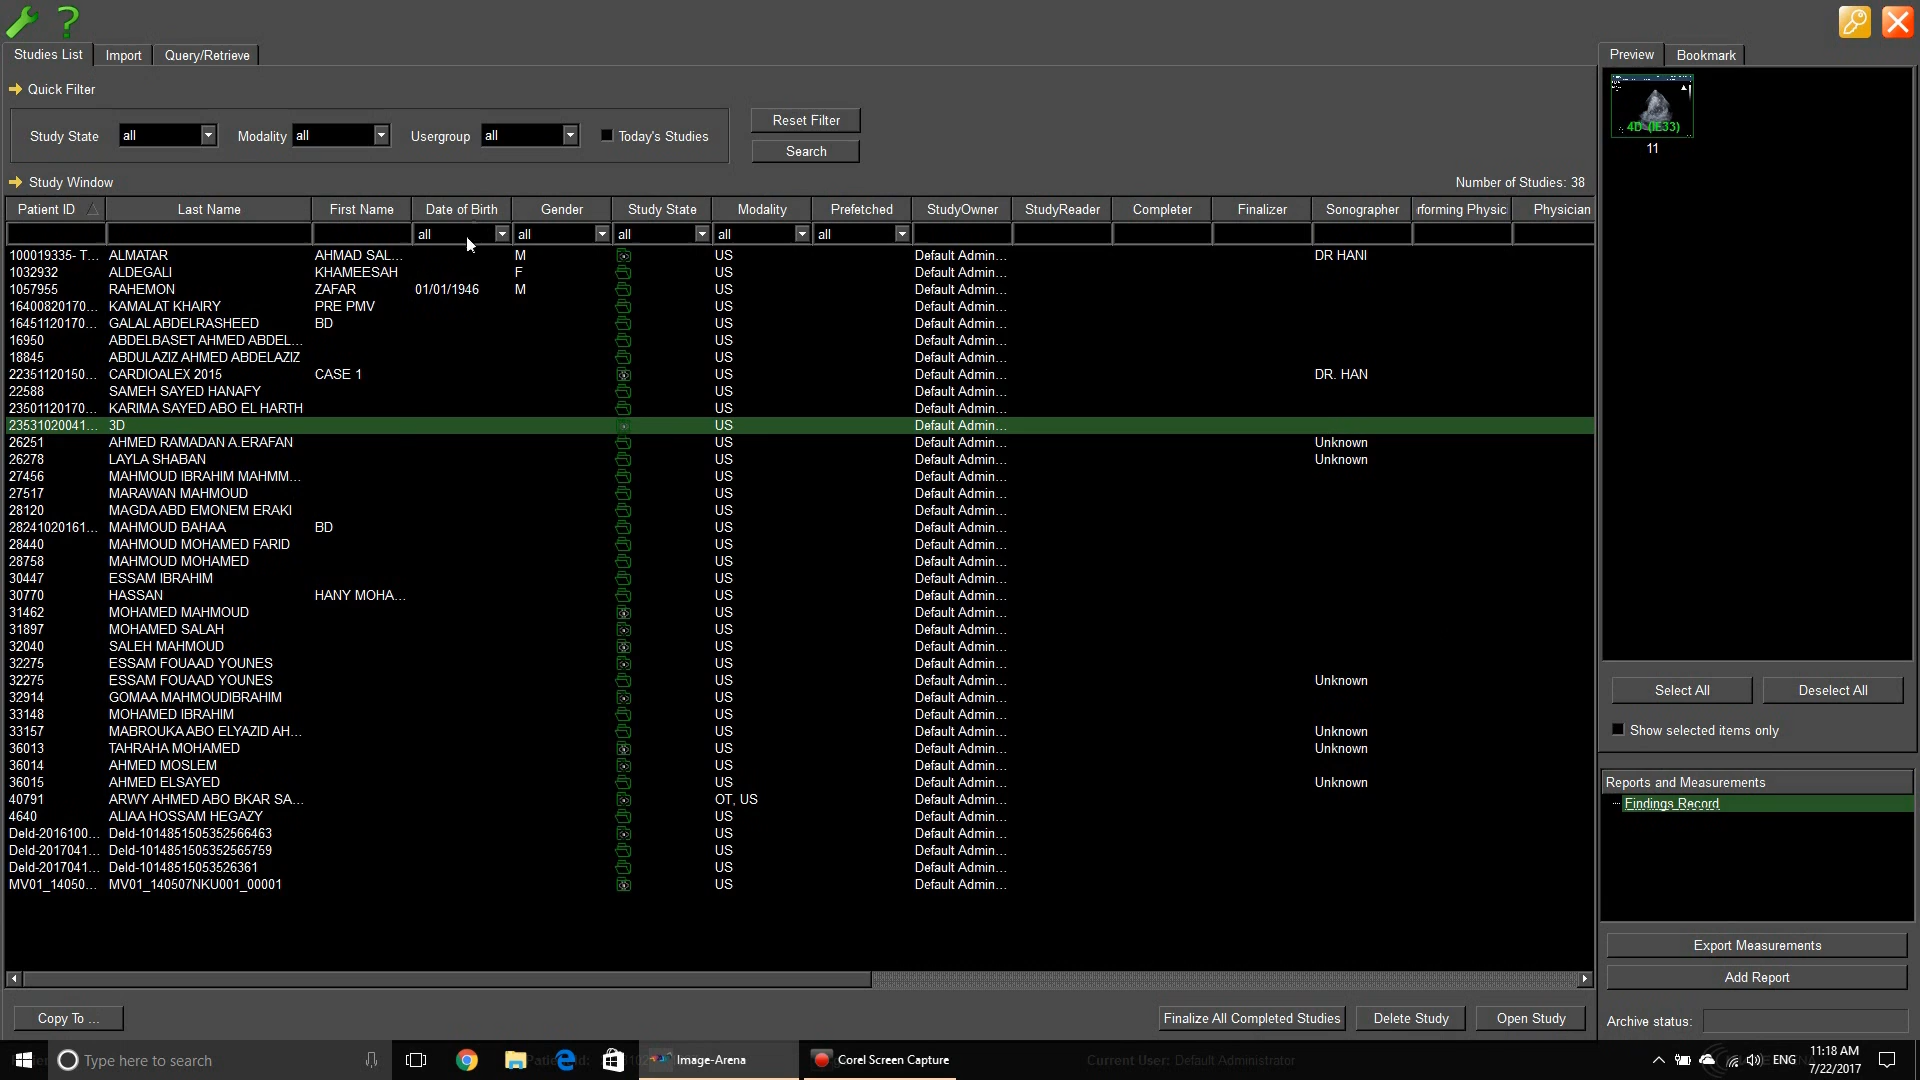 Studies List Import Query/Retrieve
Preview Bookmark
Quick Filter
Study State all Modality all Usergroup all Today's Studies
Reset Filter
Search
Study Window
Number of Studies: 38
Patient ID Last Name First Name Date of Birth Gender Study State Modality Prefetched StudyOwner StudyReader Completer Finalizer Sonographer rforming Physic Physician
all all all all all
100019335- T... ALMATAR AHMAD SAL... M US Default Admin... DR HANI
1032932 ALDEGALI KHAMEESAH F US Default Admin...
1057955 RAHEMON ZAFAR 01/01/1946 M US Default Admin...
16400820170... KAMALAT KHAIRY PRE PMV US Default Admin...
16451120170... GALAL ABDELRASHEED BD US Default Admin...
16950 ABDELBASET AHMED ABDEL... US Default Admin...
18845 ABDULAZIZ AHMED ABDELAZIZ US Default Admin...
22351120150... CARDIOALEX 2015 CASE 1 US Default Admin... DR. HAN
22588 SAMEH SAYED HANAFY US Default Admin...
23501120170... KARIMA SAYED ABO EL HARTH US Default Admin...
23531020041... 3D US Default Admin...
26251 AHMED RAMADAN A.ERAFAN US Default Admin... Unknown
26278 LAYLA SHABAN US Default Admin... Unknown
27456 MAHMOUD IBRAHIM MAHMM... US Default Admin...
27517 MARAWAN MAHMOUD US Default Admin...
28120 MAGDA ABD EMONEM ERAKI US Default Admin...
28241020161... MAHMOUD BAHAA BD US Default Admin...
28440 MAHMOUD MOHAMED FARID US Default Admin...
28758 MAHMOUD MOHAMED US Default Admin...
30447 ESSAM IBRAHIM US Default Admin...
30770 HASSAN HANY MOHA... US Default Admin...
31462 MOHAMED MAHMOUD US Default Admin...
31897 MOHAMED SALAH US Default Admin...
32040 SALEH MAHMOUD US Default Admin...
32275 ESSAM FOUAAD YOUNES US Default Admin...
32275 ESSAM FOUAAD YOUNES US Default Admin... Unknown
32914 GOMAA MAHMOUDIBRAHIM US Default Admin...
33148 MOHAMED IBRAHIM US Default Admin...
33157 MABROUKA ABO ELYAZID AH... US Default Admin... Unknown
36013 TAHRAHA MOHAMED US Default Admin... Unknown
36014 AHMED MOSLEM US Default Admin...
36015 AHMED ELSAYED US Default Admin... Unknown
40791 ARWY AHMED ABO BKAR SA... OT, US Default Admin...
4640 ALIAA HOSSAM HEGAZY US Default Admin...
Deld-2016100... Deld-1014851505352566463 US Default Admin...
Deld-2017041... Deld-1014851505352565759 US Default Admin...
Deld-2017041... Deld-1014851505353526361 US Default Admin...
MV01_14050... MV01_140507NKU001_00001 US Default Admin...
4D (IE33)
11
Select All Deselect All
Show selected items only
Reports and Measurements
Findings Record
Export Measurements
Add Report
Archive status:
Copy To ... Finalize All Completed Studies Delete Study Open Study
Type here to search Image-Arena Corel Screen Capture Current User: Default Administrator ENG 11:18 AM
7/22/2017